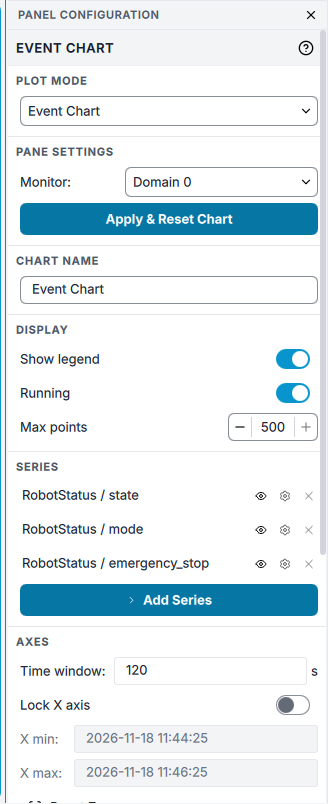 PANEL CONFIGURATION
EVENT CHART
PLOT MODE
Event Chart
PANE SETTINGS
Monitor: Domain 0
Apply & Reset Chart
CHART NAME
Event Chart
DISPLAY
Show legend
Running
Max points 500
SERIES
RobotStatus / state
RobotStatus / mode
RobotStatus / emergency_stop
Add Series
AXES
Time window: 120 s
Lock X axis
X min: 2026-11-18 11:44:25
X max: 2026-11-18 11:46:25